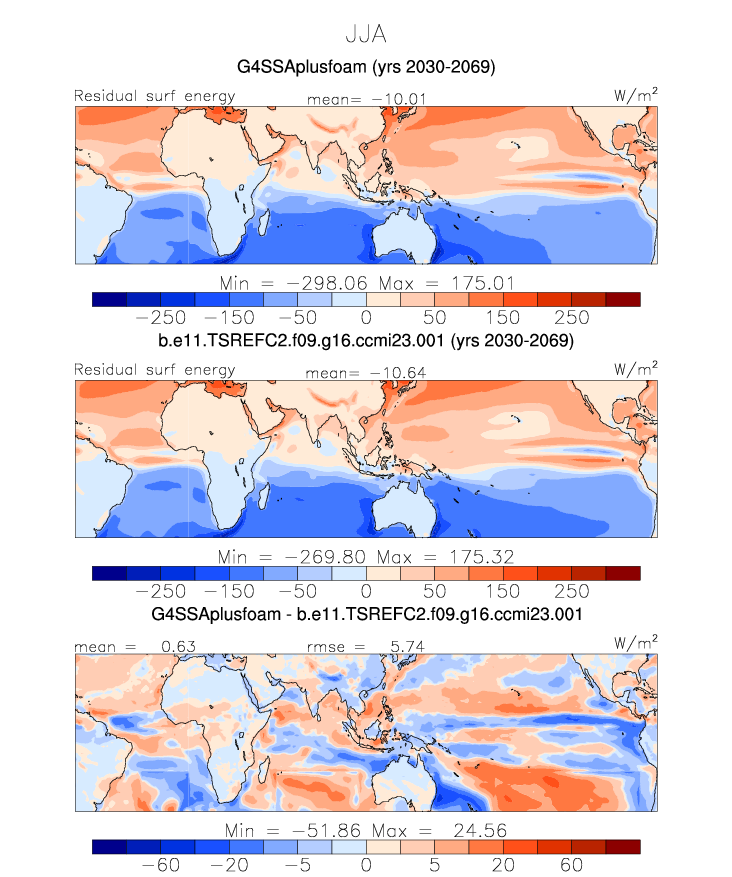 JJA
G4SSAplusfoam (yrs 2030-2069)
Residual surf energy mean= −10.01 W/m²
Min = −298.06 Max = 175.01
−250 −150 −50 0 50 150 250
b.e11.TSREFC2.f09.g16.ccmi23.001 (yrs 2030-2069)
Residual surf energy mean= −10.64 W/m²
Min = −269.80 Max = 175.32
−250 −150 −50 0 50 150 250
G4SSAplusfoam - b.e11.TSREFC2.f09.g16.ccmi23.001
mean = 0.63 rmse = 5.74 W/m²
Min = −51.86 Max = 24.56
−60 −20 −5 0 5 20 60